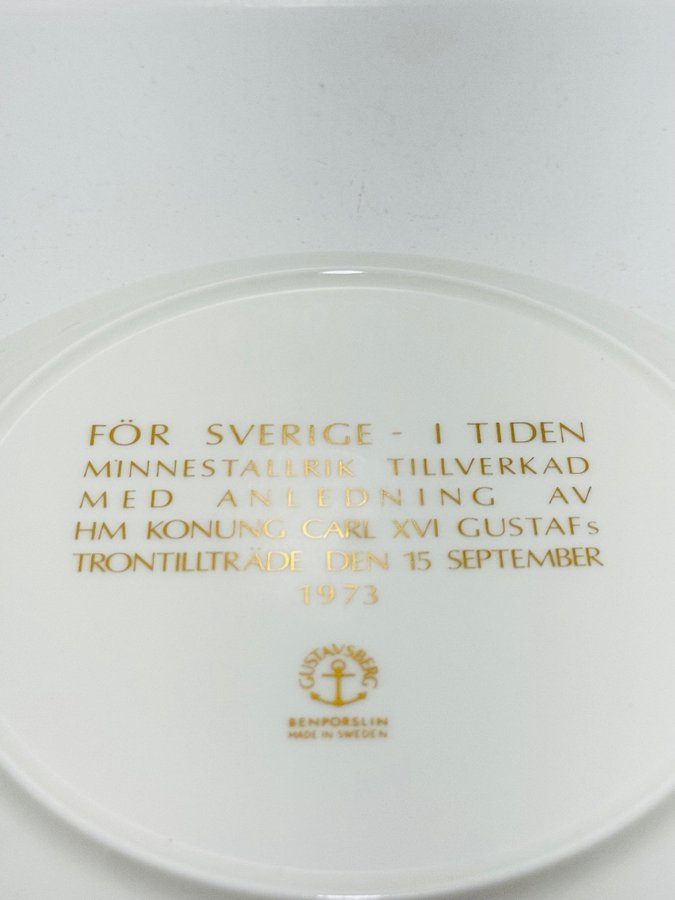 FÖR SVERIGE - I TIDEN
MINNESTALLRIK TILLVERKAD
MED ANLEDNING AV
HM KONUNG CARL XVI GUSTAFs
TRONTILLTRÄDE DEN 15 SEPTEMBER
1973
GUSTAVSBERG
BENPORSLIN
MADE IN SWEDEN